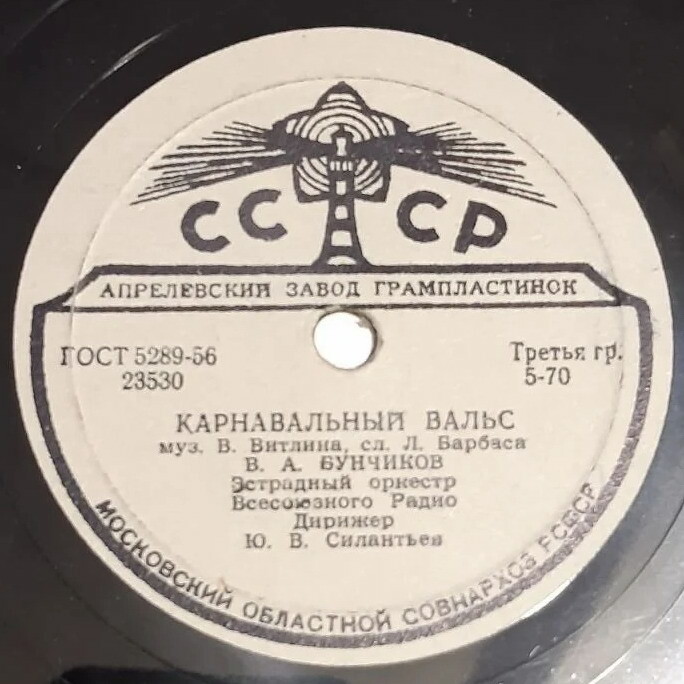 СССР
АПРЕЛЕВСКИЙ ЗАВОД ГРАМПЛАСТИНОК
ГОСТ 5289-56
23530
Третья гр.
5-70
КАРНАВАЛЬНЫЙ ВАЛЬС
муз. В. Витлина, сл. Л. Барбаса
В. А. БУНЧИКОВ
Эстрадный оркестр
Всесоюзного Радио
Дирижер
Ю. В. Силантьев
МОСКОВСКИЙ ОБЛАСТНОЙ СОВНАРХОЗ РСФСР